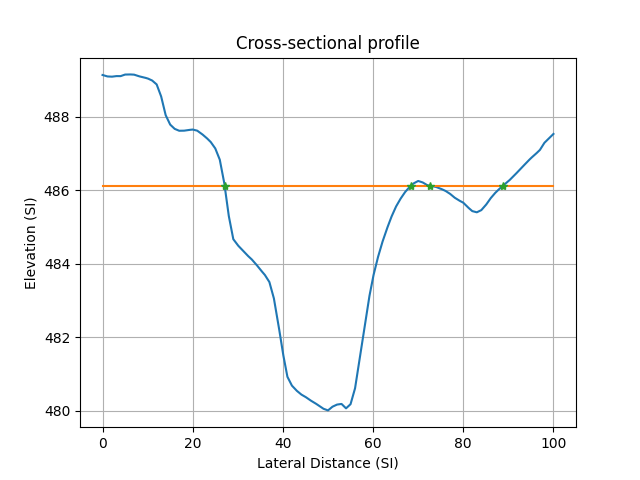 Cross-sectional profile
488
486
484
482
480
Elevation (SI)
0 20 40 60 80 100
Lateral Distance (SI)